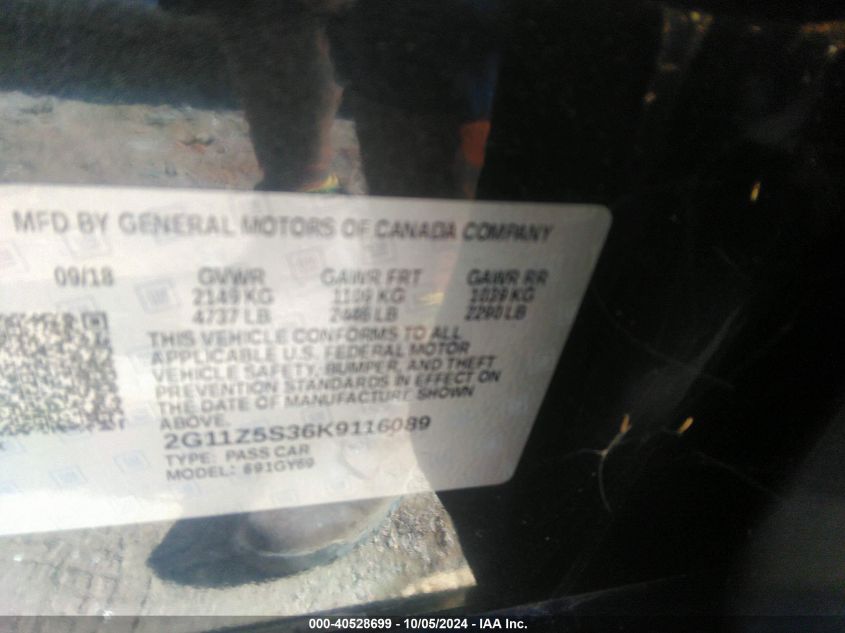 MFD BY GENERAL MOTORS OF CANADA COMPANY
09/18 GVWR GAWR FRT GAWR RR
2149 KG 1109 KG 1039 KG
4737 LB 2446 LB 2290 LB
THIS VEHICLE CONFORMS TO ALL
APPLICABLE U.S. FEDERAL MOTOR
VEHICLE SAFETY, BUMPER, AND THEFT
PREVENTION STANDARDS IN EFFECT ON
THE DATE OF MANUFACTURE SHOWN
ABOVE.
2G11Z5S36K9116089
TYPE: PASS CAR
MODEL: 691GY69
000-40528699 - 10/05/2024 - IAA Inc.